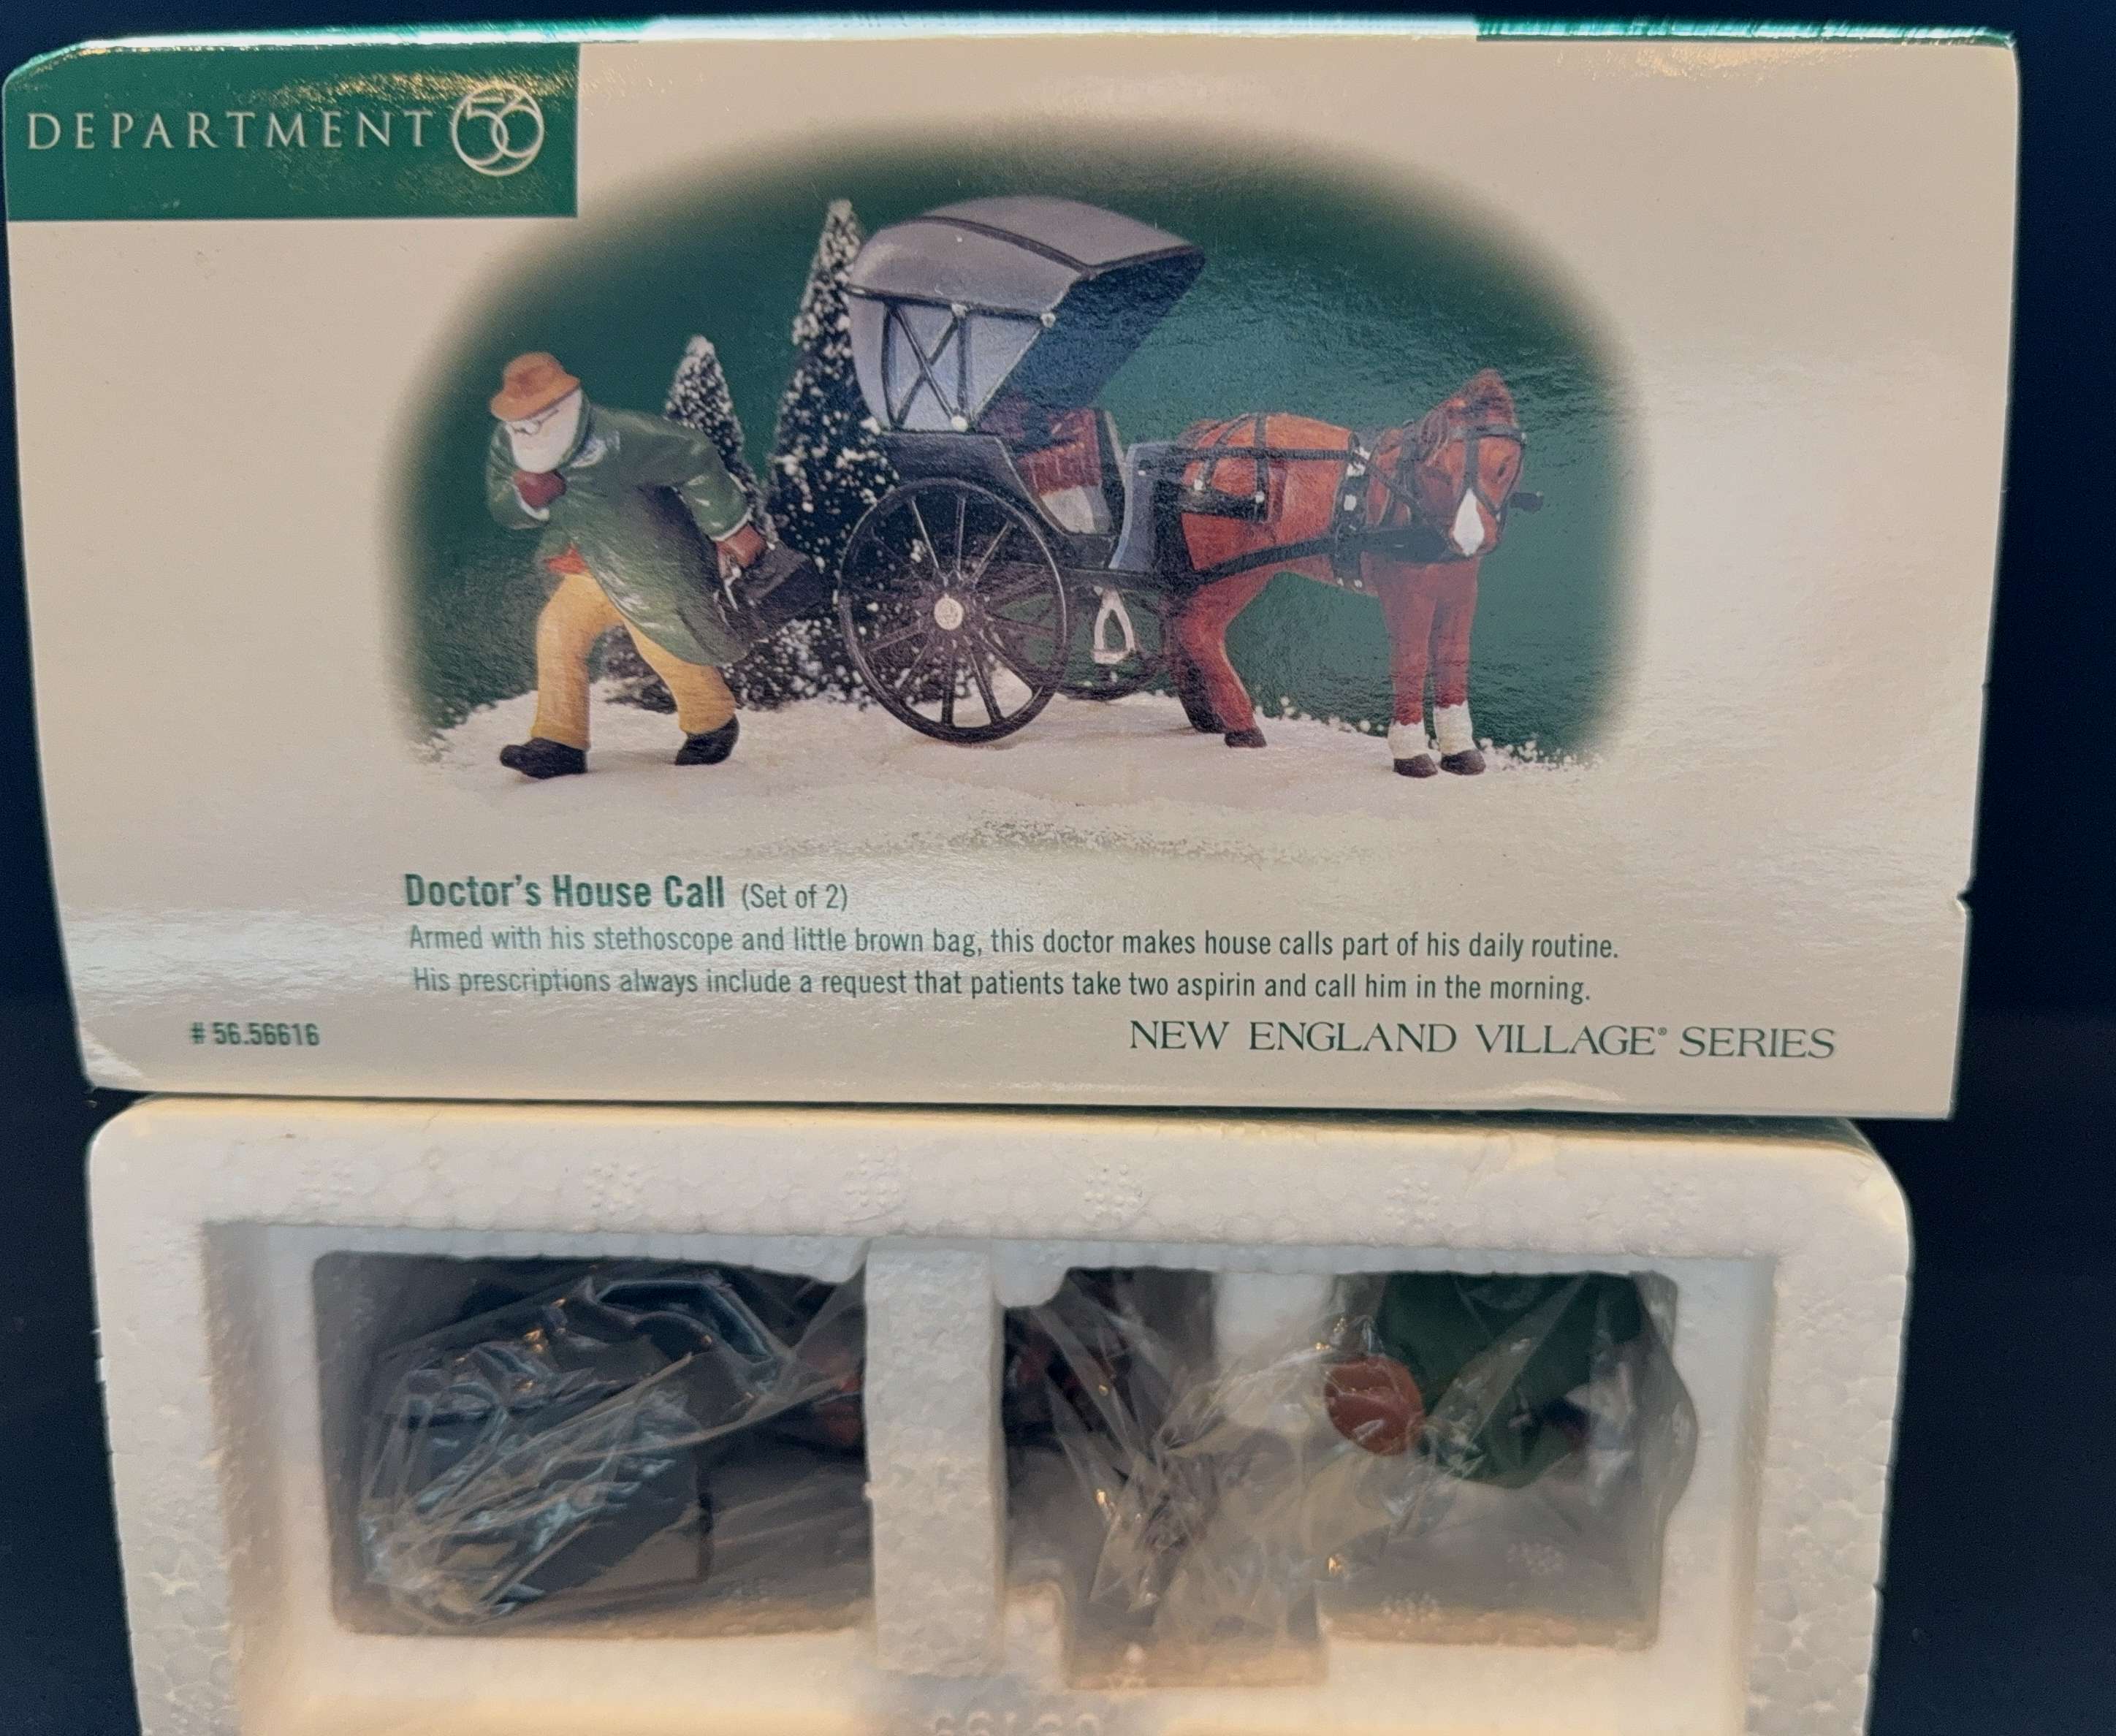 DEPARTMENT 56
Doctor's House Call (Set of 2)
Armed with his stethoscope and little brown bag, this doctor makes house calls part of his daily routine.
His prescriptions always include a request that patients take two aspirin and call him in the morning.
# 56.56616
NEW ENGLAND VILLAGE® SERIES